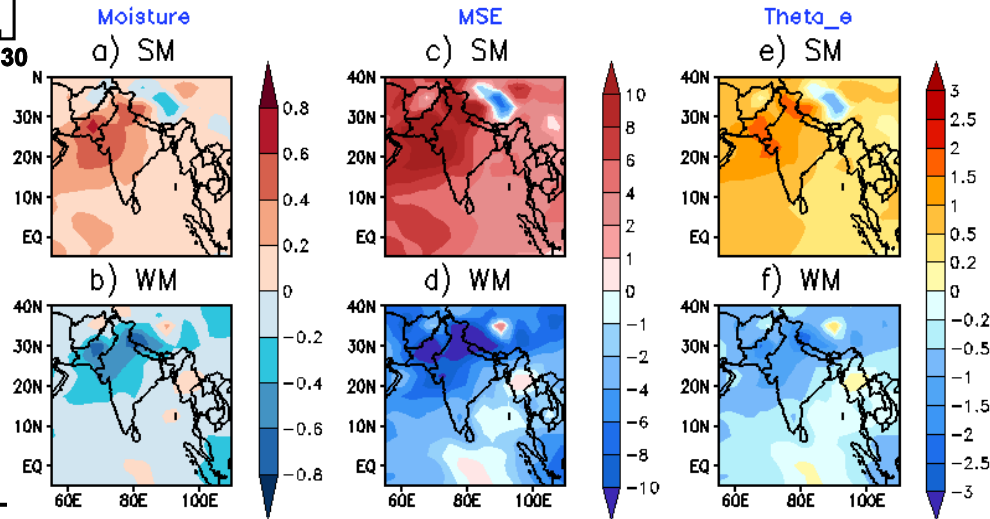 30
Moisture
MSE
Theta_e
a) SM
c) SM
e) SM
N
30N
20N
10N
EQ
0.8
0.6
0.4
0.2
0
−0.2
−0.4
−0.6
−0.8
40N
30N
20N
10N
EQ
10
8
6
4
2
1
0
−1
−2
−4
−6
−8
−10
40N
30N
20N
10N
EQ
3
2.5
2
1.5
1
0.5
0.2
0
−0.2
−0.5
−1
−1.5
−2
−2.5
−3
b) WM
d) WM
f) WM
40N
30N
20N
10N
EQ
60E 80E 100E
40N
30N
20N
10N
EQ
60E 80E 100E
40N
30N
20N
10N
EQ
60E 80E 100E